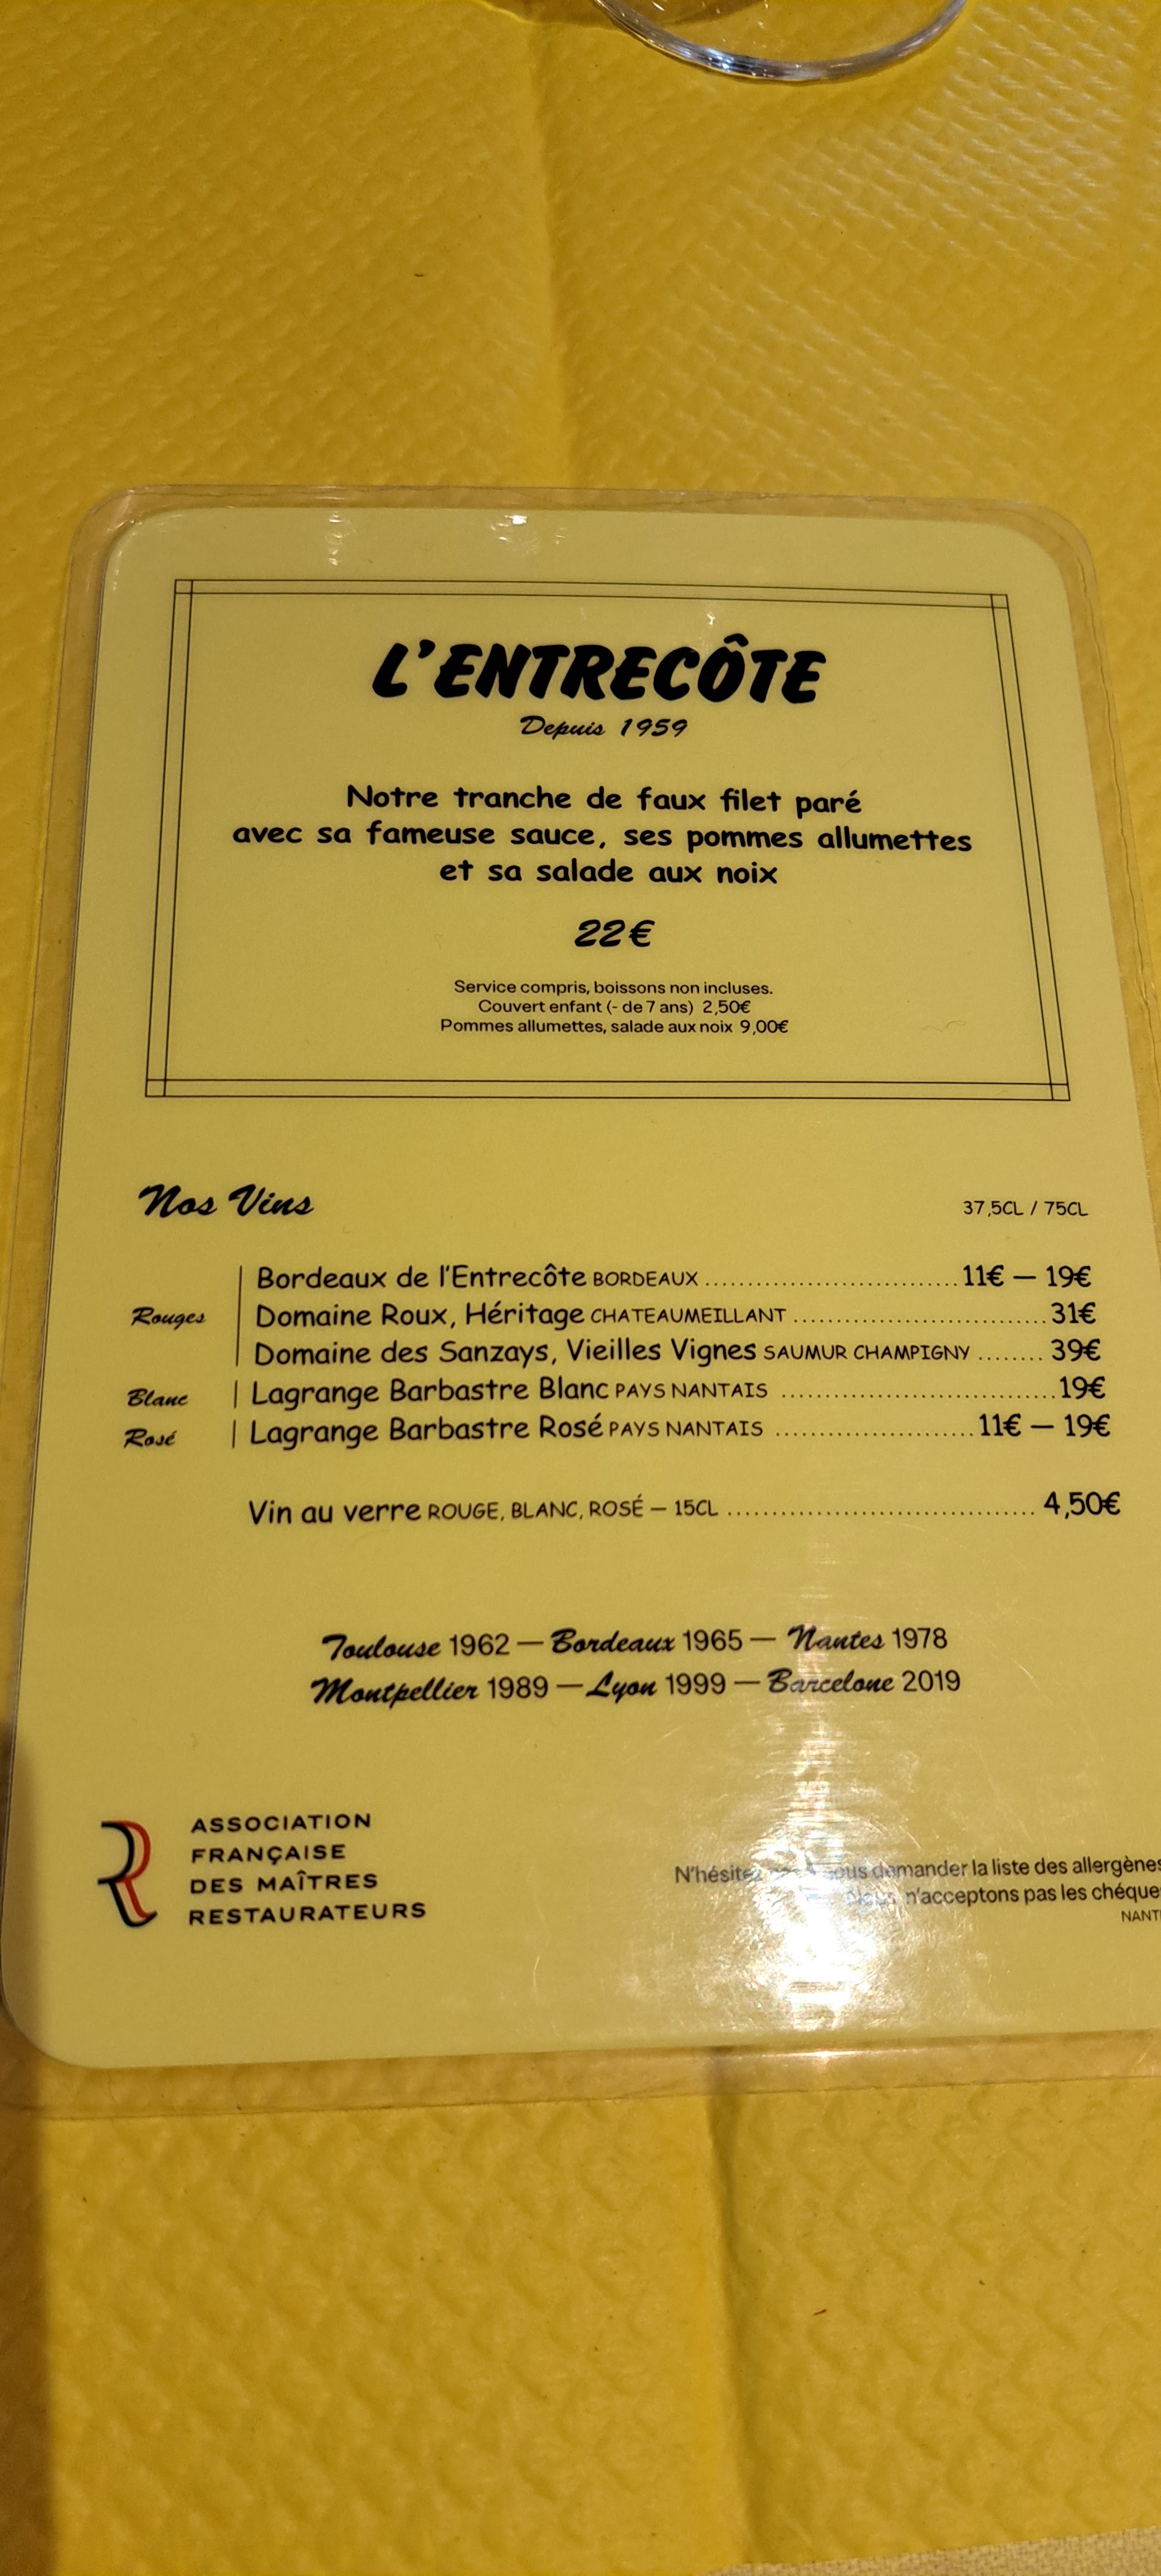 L'ENTRECÔTE
Depuis 1959
Notre tranche de faux filet paré
avec sa fameuse sauce, ses pommes allumettes
et sa salade aux noix
22€
Service compris, boissons non incluses.
Couvert enfant (- de 7 ans) 2,50€
Pommes allumettes, salade aux noix 9,00€
Nos Vins 37,5CL / 75CL
Bordeaux de l'Entrecôte BORDEAUX 11€ – 19€
Rouges Domaine Roux, Héritage CHATEAUMEILLANT 31€
Domaine des Sanzays, Vieilles Vignes SAUMUR CHAMPIGNY 39€
Blanc Lagrange Barbastre Blanc PAYS NANTAIS 19€
Rosé Lagrange Barbastre Rosé PAYS NANTAIS 11€ – 19€
Vin au verre ROUGE, BLANC, ROSÉ – 15CL 4,50€
Toulouse 1962 – Bordeaux 1965 – Nantes 1978
Montpellier 1989 – Lyon 1999 – Barcelone 2019
ASSOCIATION
FRANÇAISE
DES MAÎTRES
RESTAURATEURS
N'hésitez demander la liste des allergènes
n'acceptons pas les chéque
NANT